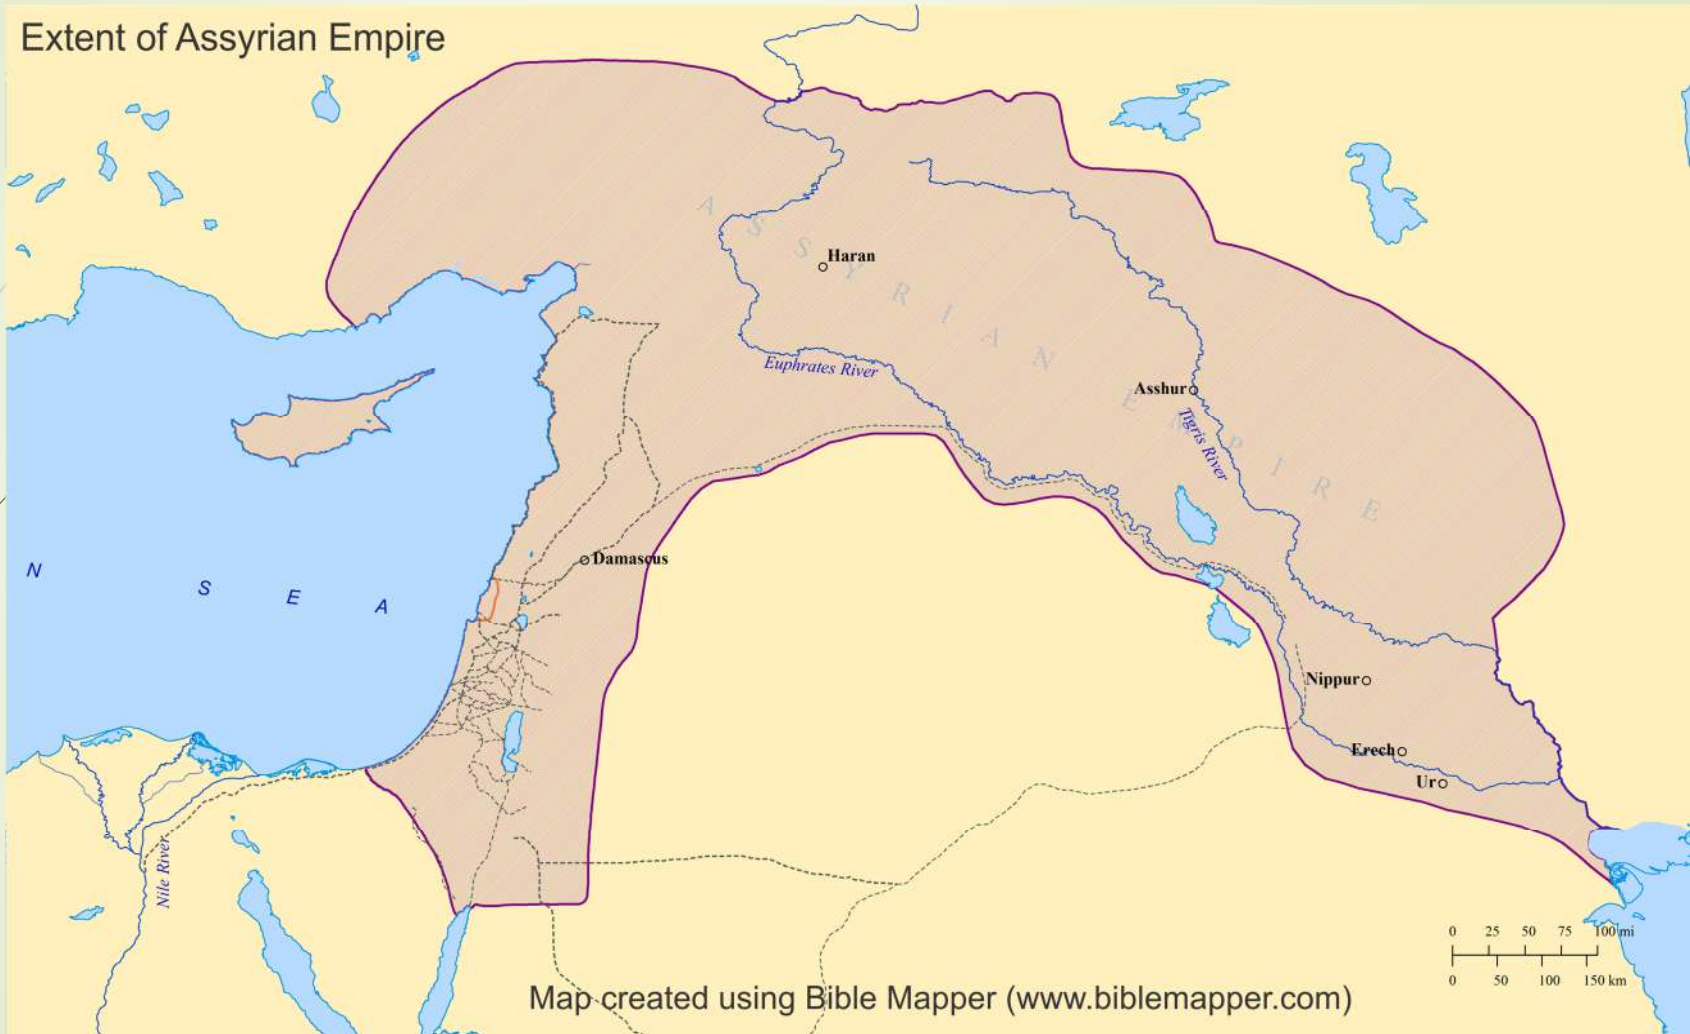 Extent of Assyrian Empire
ASSYRIAN EMPIRE
Haran
Euphrates River
Asshur
Tigris River
Damascus
N SEA
Nippur
Erech
Ur
Nile River
0 25 50 75 100 mi
0 50 100 150 km
Map created using Bible Mapper (www.biblemapper.com)